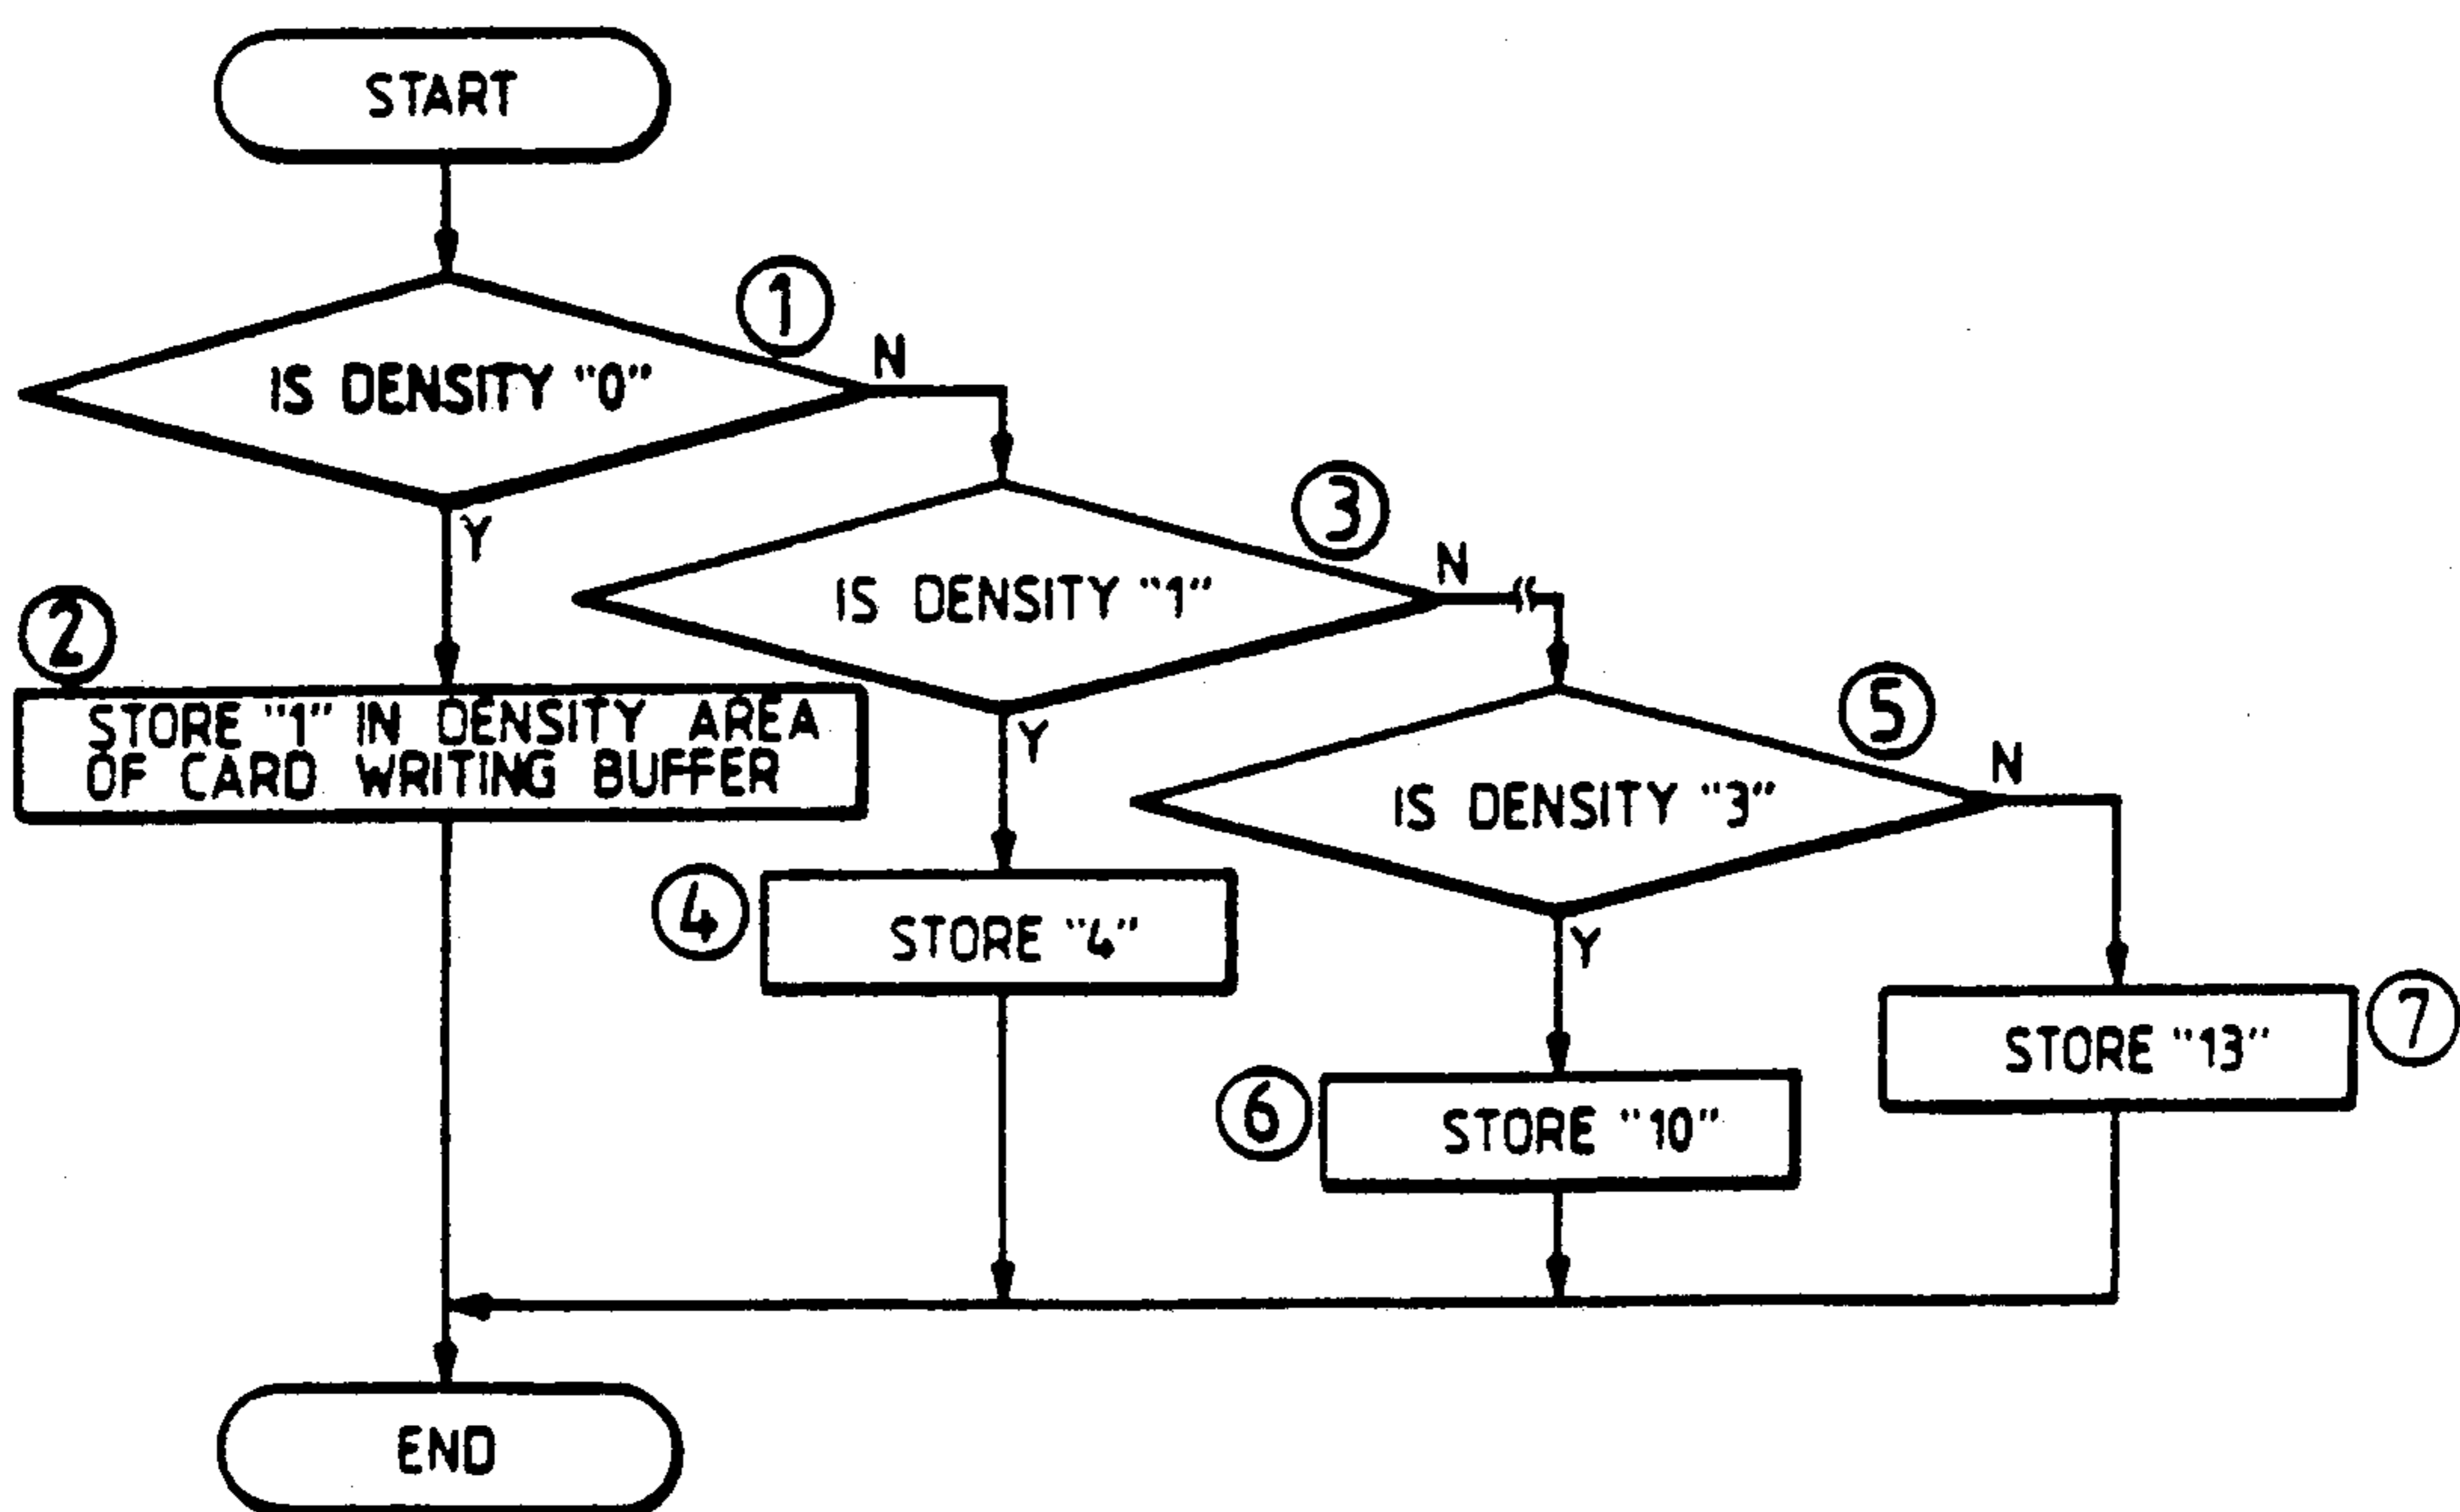 START
①
IS DENSITY "0"
N
Y
③
IS DENSITY "1"
N
Y
②
STORE "1" IN DENSITY AREA
OF CARD WRITING BUFFER
⑤
IS DENSITY "3"
N
Y
④
STORE "4"
⑦
STORE "13"
⑥
STORE "10"
END